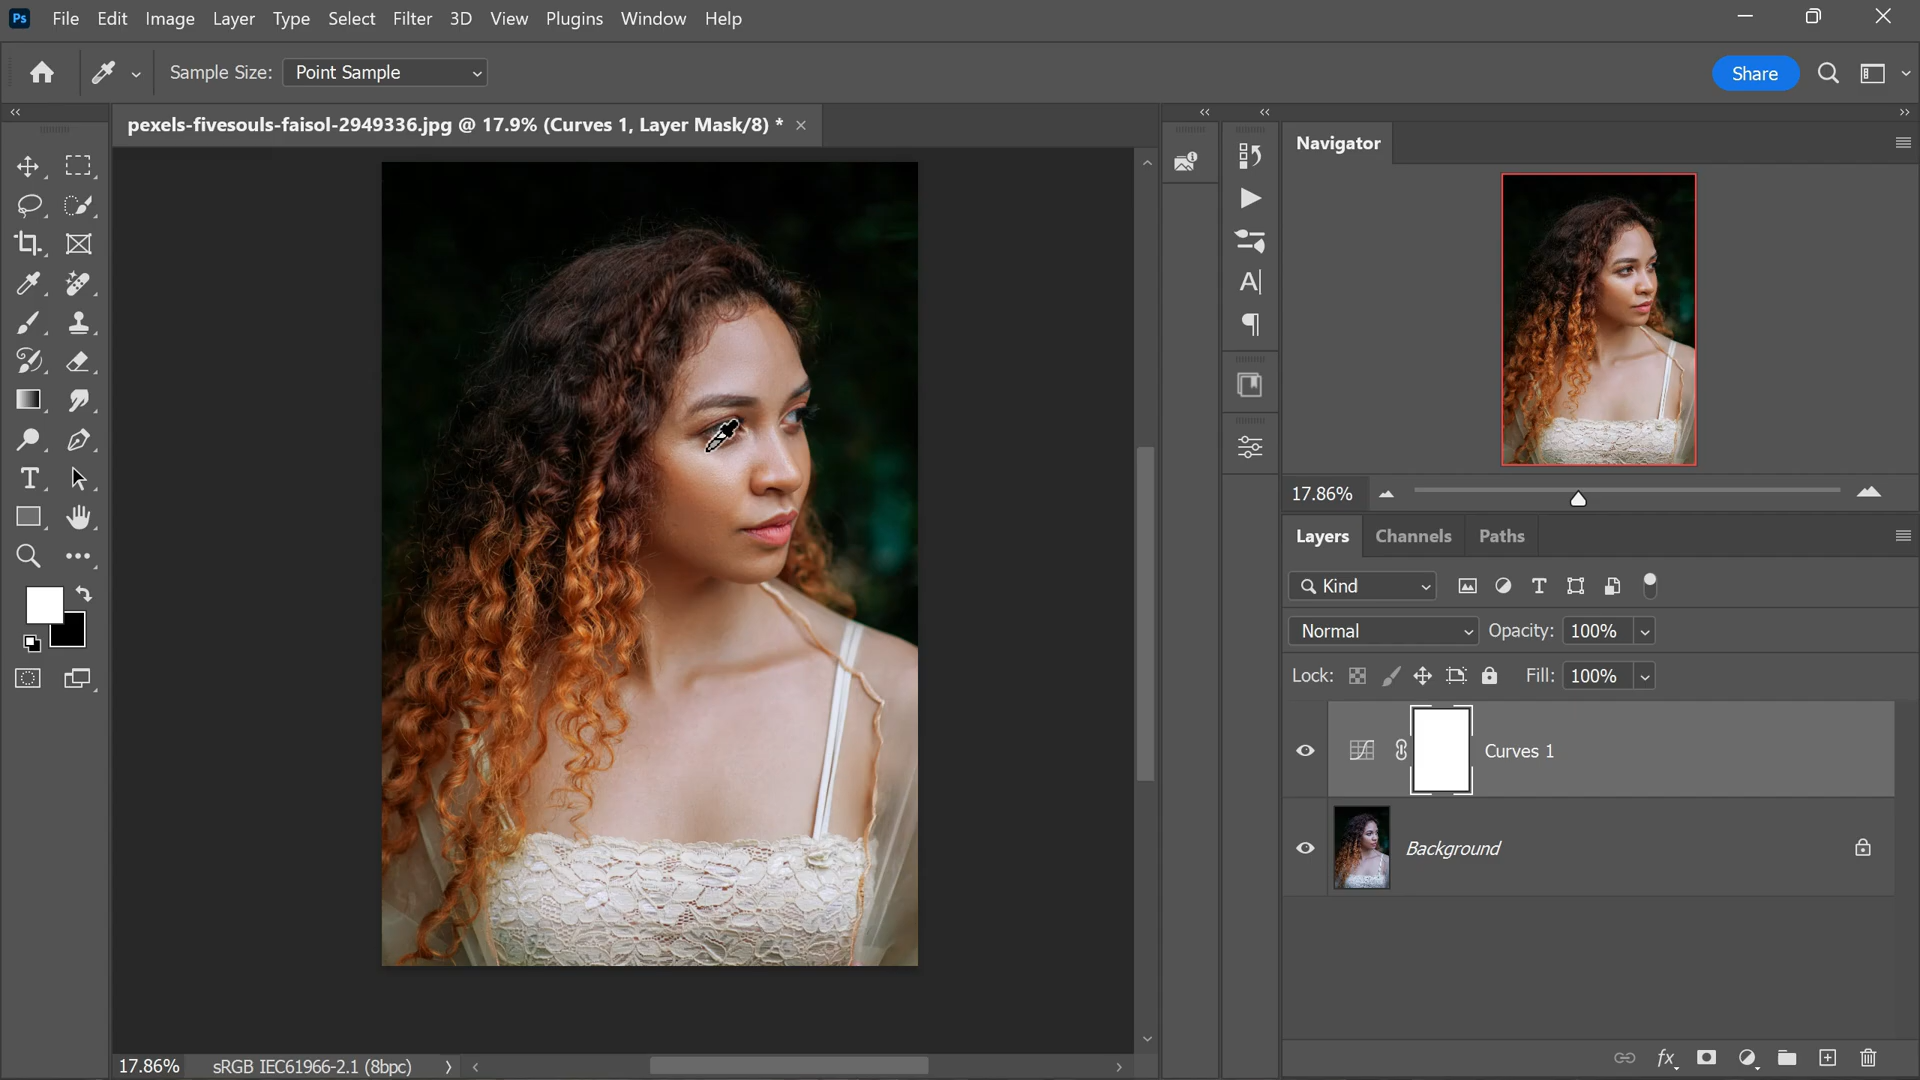 Ps File Edit Image Layer Type Select Filter 3D View Plugins Window Help
Sample Size: Point Sample Share
pexels-fivesouls-faisol-2949336.jpg @ 17.9% (Curves 1, Layer Mask/8) *
Navigator
17.86%
Layers Channels Paths
Kind
Normal Opacity: 100%
Lock: Fill: 100%
Curves 1
Background
17.86% sRGB IEC61966-2.1 (8bpc)
fx